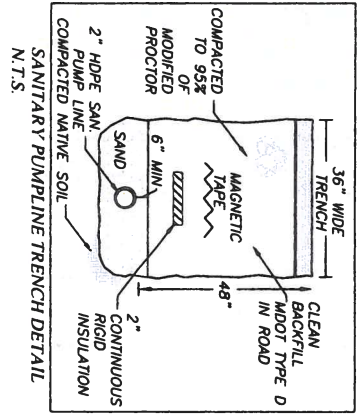 36" WIDE
TRENCH
CLEAN
BACKFILL
MDOT TYPE D
IN ROAD
COMPACTED
TO 95%
OF
MODIFIED
PROCTOR
MAGNETIC
TAPE
48"
6" MIN.
SAND
2" HDPE SAN.
PUMP LINE
COMPACTED NATIVE SOIL
2"
CONTINUOUS
RIGID
INSULATION
SANITARY PUMPLINE TRENCH DETAIL
N.T.S.